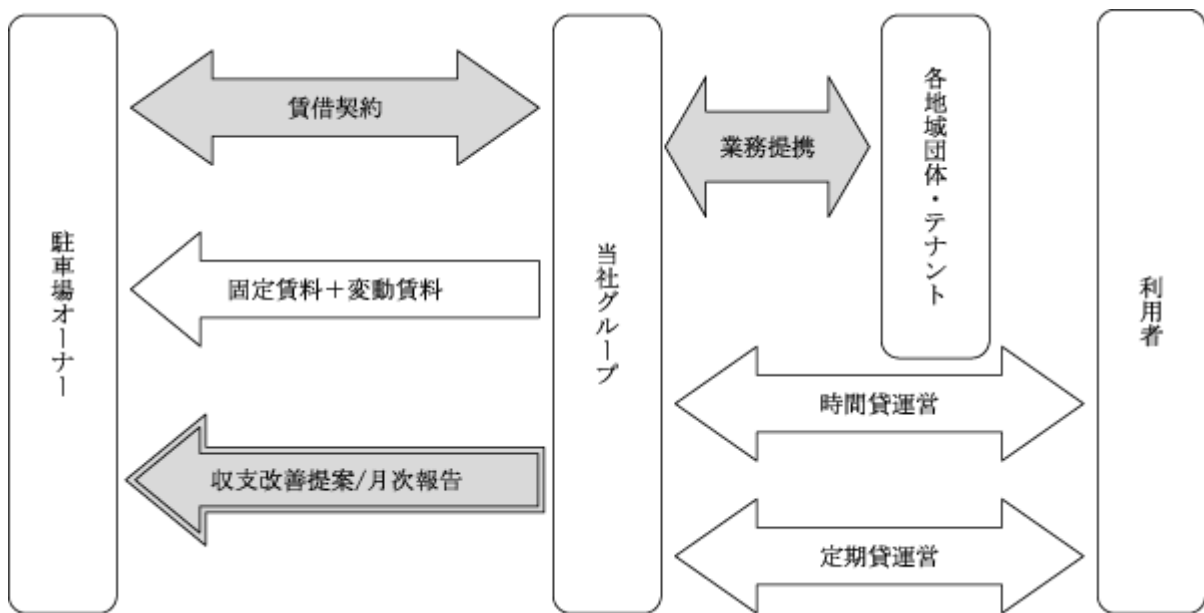 駐車場オーナー
賃借契約
固定賃料＋変動賃料
収支改善提案/月次報告
当社グループ
業務提携
各地域団体・テナント
時間貸運営
定期貸運営
利用者